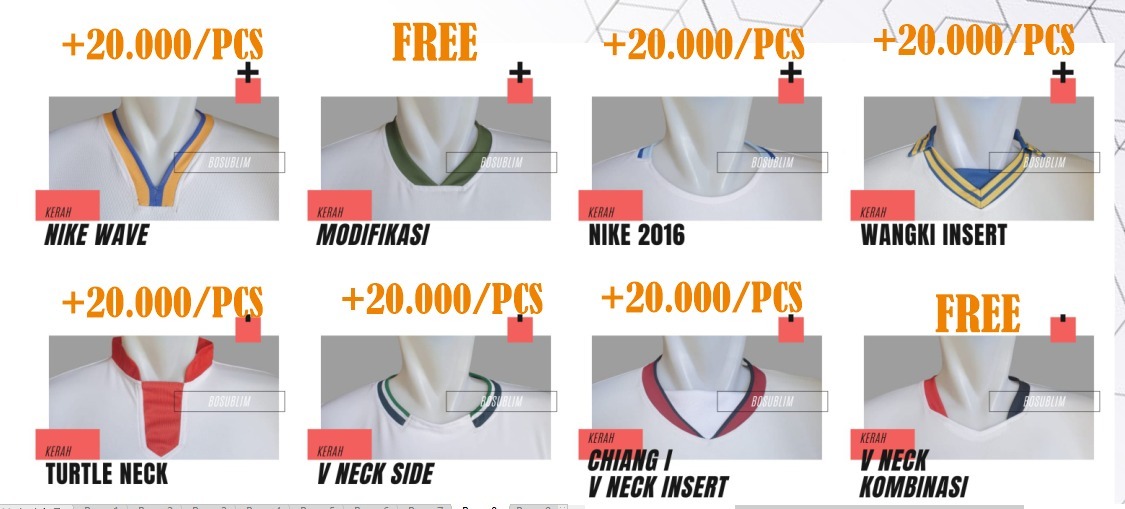 +20.000/PCS
FREE
+20.000/PCS
+20.000/PCS
BOSUBLIM
BOSUBLIM
BOSUBLIM
BOSUBLIM
KERAH
NIKE WAVE
KERAH
MODIFIKASI
KERAH
NIKE 2016
KERAH
WANGKI INSERT
+20.000/PCS
+20.000/PCS
+20.000/PCS
FREE
BOSUBLIM
BOSUBLIM
BOSUBLIM
BOSUBLIM
KERAH
TURTLE NECK
KERAH
V NECK SIDE
KERAH
CHIANG I
V NECK INSERT
KERAH
V NECK
KOMBINASI